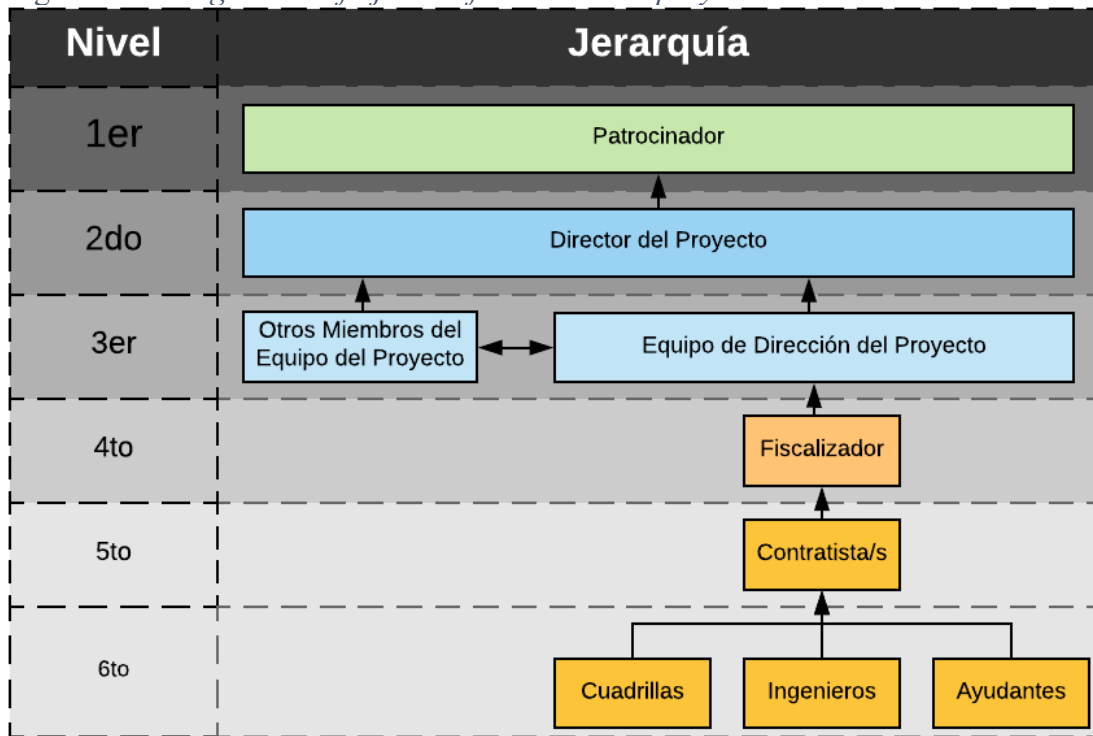 Nivel
Jerarquía
1er
Patrocinador
2do
Director del Proyecto
3er
Otros Miembros del
Equipo del Proyecto
Equipo de Dirección del Proyecto
4to
Fiscalizador
5to
Contratista/s
6to
Cuadrillas
Ingenieros
Ayudantes